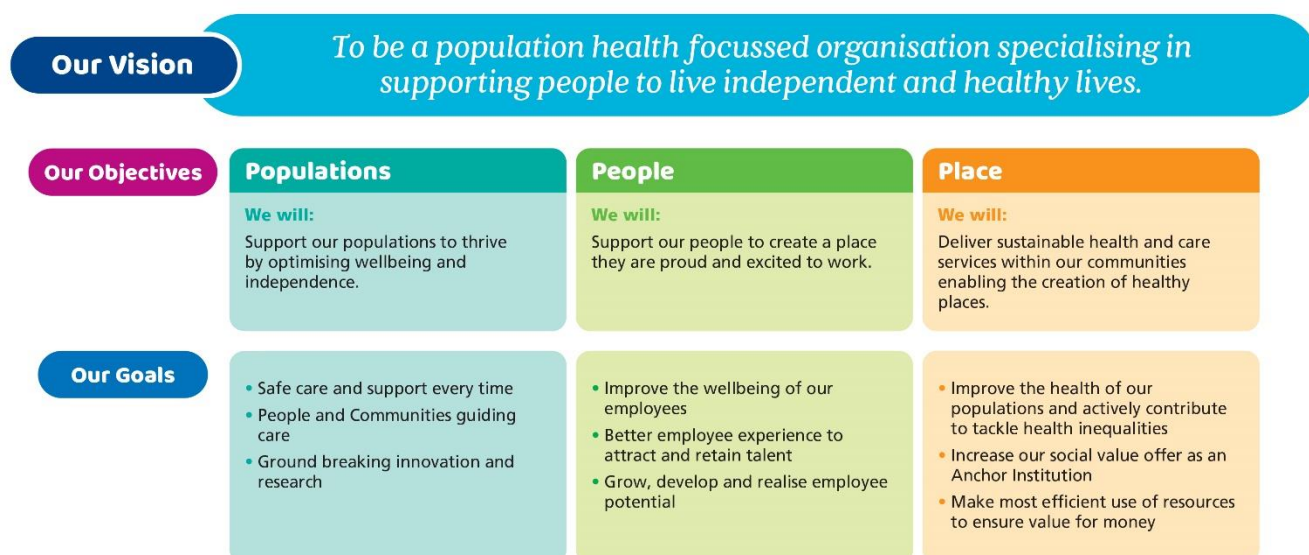 Our Vision
To be a population health focussed organisation specialising in
supporting people to live independent and healthy lives.
Our Objectives
Populations
We will:
Support our populations to thrive
by optimising wellbeing and
independence.
People
We will:
Support our people to create a place
they are proud and excited to work.
Place
We will:
Deliver sustainable health and care
services within our communities
enabling the creation of healthy
places.
Our Goals
• Safe care and support every time
• People and Communities guiding
care
• Ground breaking innovation and
research
• Improve the wellbeing of our
employees
• Better employee experience to
attract and retain talent
• Grow, develop and realise employee
potential
• Improve the health of our
populations and actively contribute
to tackle health inequalities
• Increase our social value offer as an
Anchor Institution
• Make most efficient use of resources
to ensure value for money